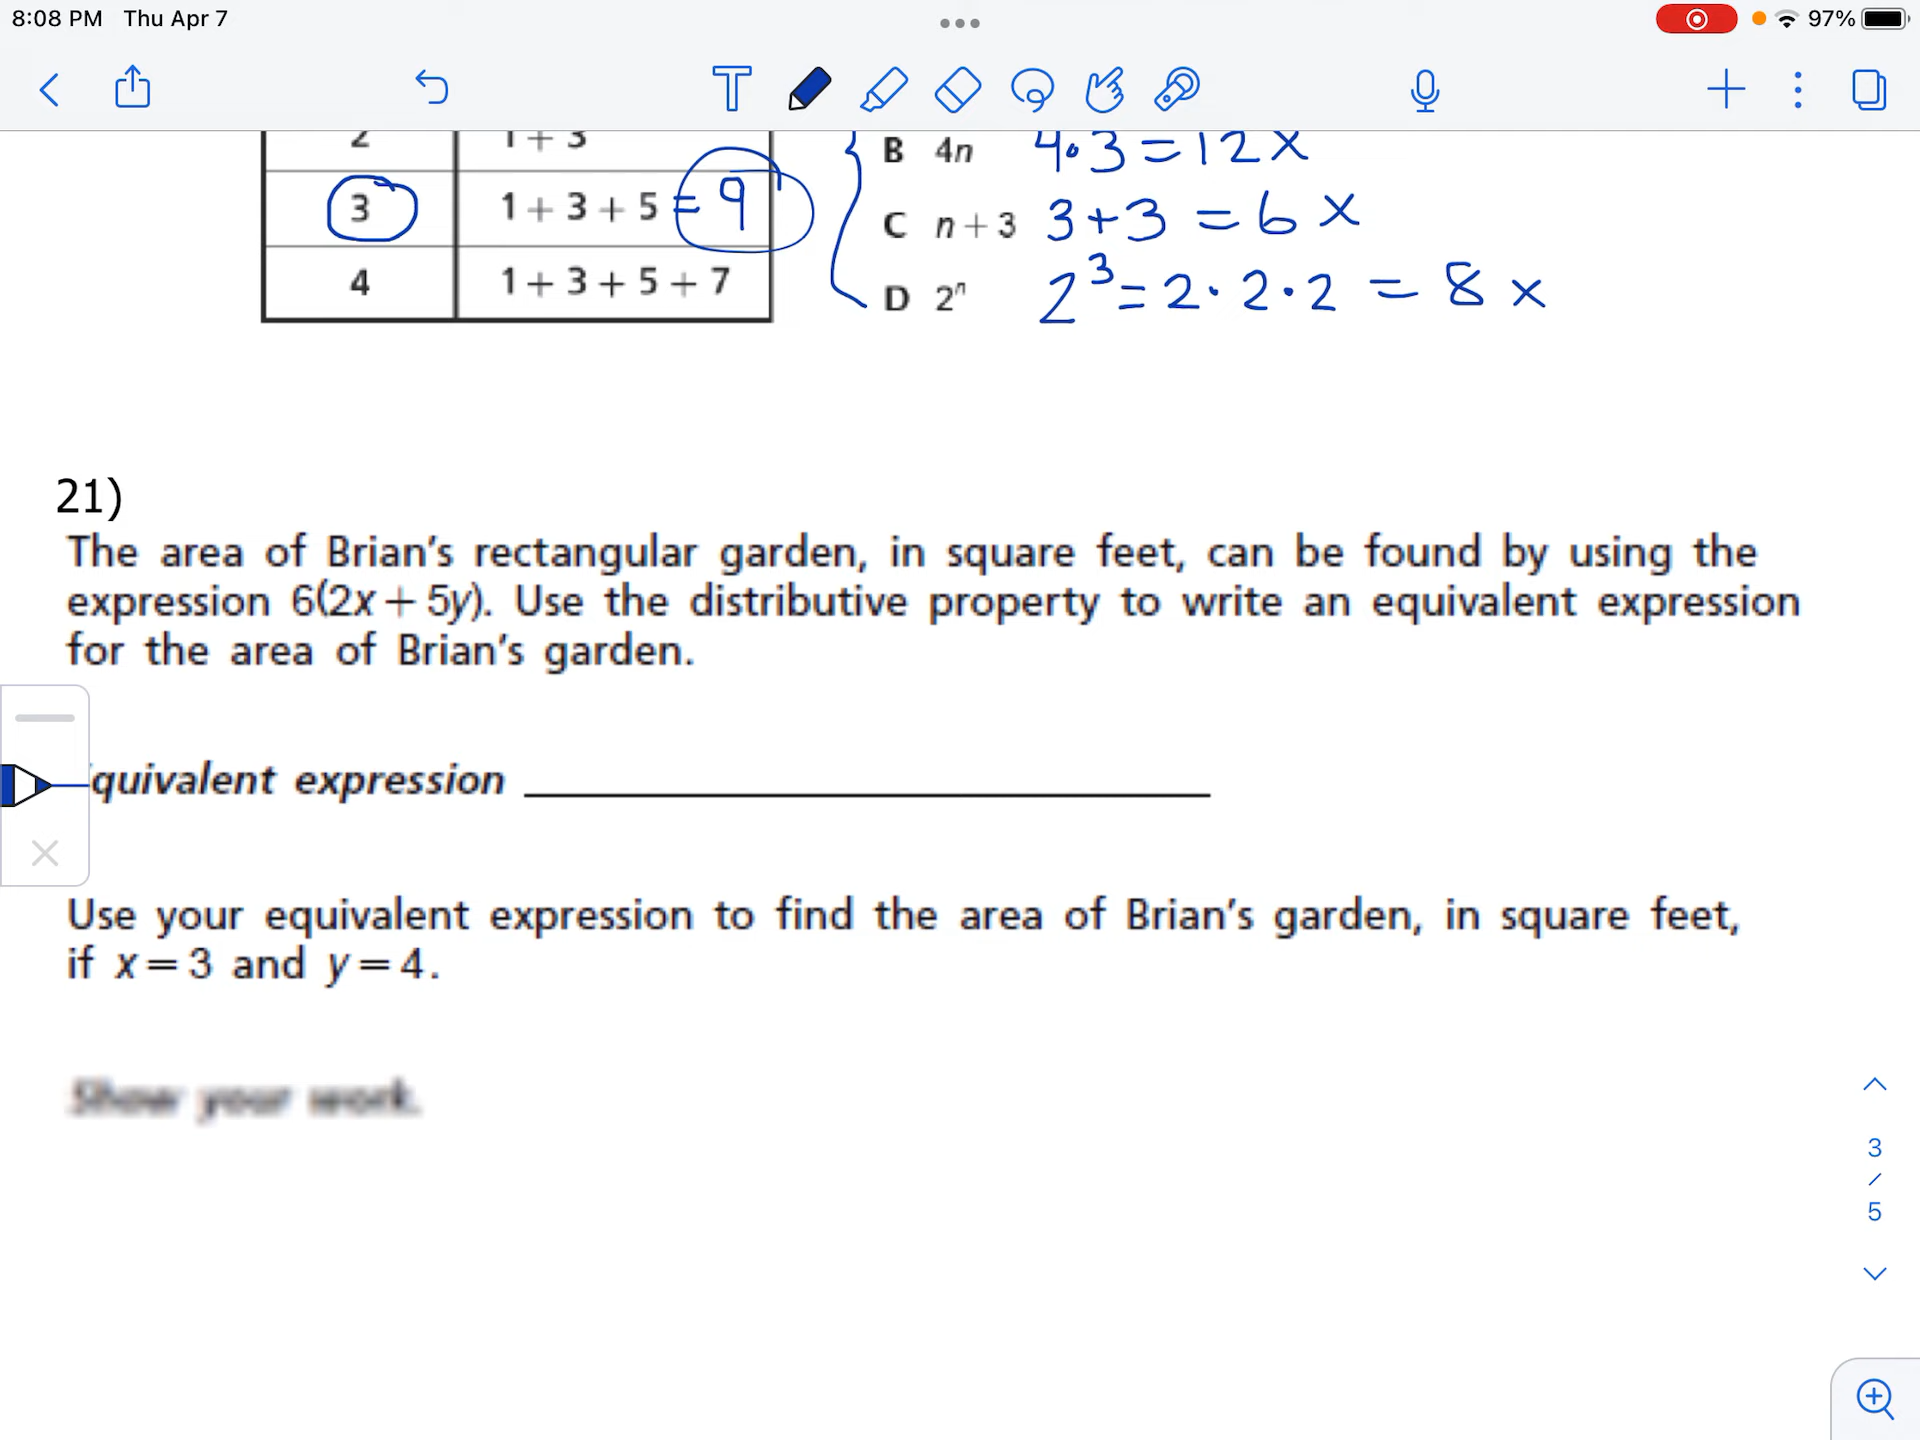 8:08 PM Thu Apr 7
97%
T
2 1 + 3
3 1 + 3 + 5 = 9
4 1 + 3 + 5 + 7
B 4n 4 • 3 = 12 x
C n + 3 3 + 3 = 6 x
D 2ⁿ 2³ = 2 · 2 · 2 = 8 x
21)
The area of Brian's rectangular garden, in square feet, can be found by using the
expression 6(2x + 5y). Use the distributive property to write an equivalent expression
for the area of Brian's garden.
quivalent expression
Use your equivalent expression to find the area of Brian's garden, in square feet,
if x = 3 and y = 4.
Show your work.
3
/
5